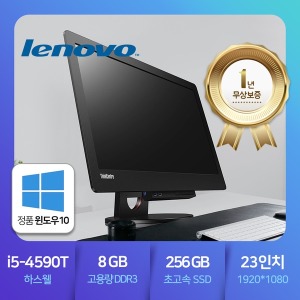 lenovo
1년
무상보증
ThinkCentre
정품 윈도우10
i5-4590T
하스웰
8GB
고용량 DDR3
256GB
초고속 SSD
23인치
1920*1080